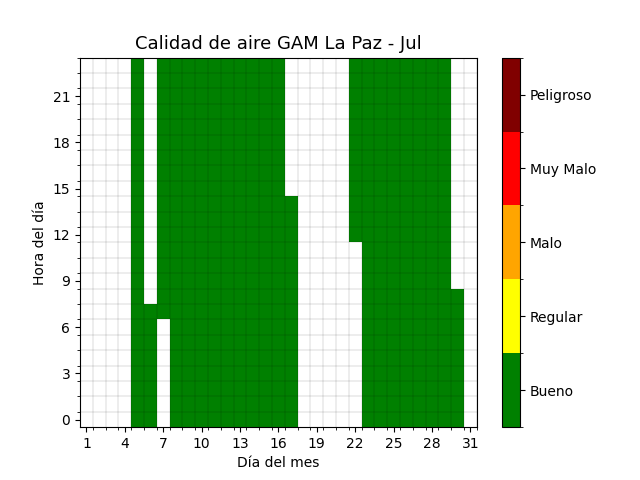 Calidad de aire GAM La Paz - Jul
Hora del día
21
18
15
12
9
6
3
0
1 4 7 10 13 16 19 22 25 28 31
Día del mes
Peligroso
Muy Malo
Malo
Regular
Bueno